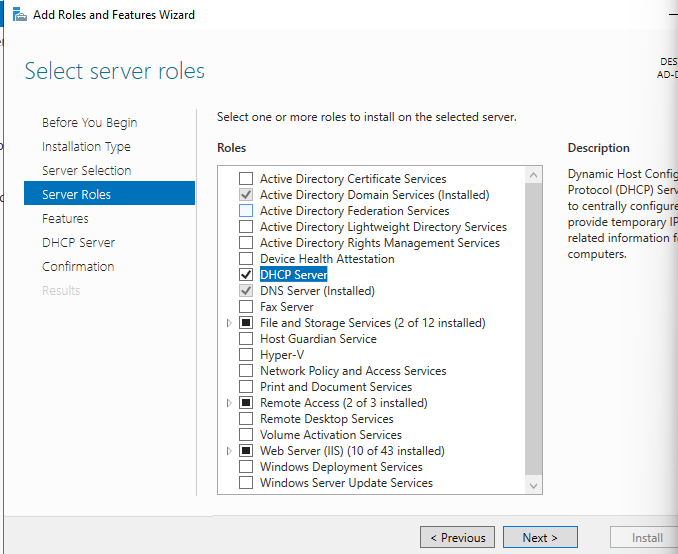 Add Roles and Features Wizard
Select server roles
Before You Begin
Installation Type
Server Selection
Server Roles
Features
DHCP Server
Confirmation
Results
Select one or more roles to install on the selected server.
Roles
Active Directory Certificate Services
Active Directory Domain Services (Installed)
Active Directory Federation Services
Active Directory Lightweight Directory Services
Active Directory Rights Management Services
Device Health Attestation
DHCP Server
DNS Server (Installed)
Fax Server
File and Storage Services (2 of 12 installed)
Host Guardian Service
Hyper-V
Network Policy and Access Services
Print and Document Services
Remote Access (2 of 3 installed)
Remote Desktop Services
Volume Activation Services
Web Server (IIS) (10 of 43 installed)
Windows Deployment Services
Windows Server Update Services
Description
Dynamic Host
Protocol (DHCP)
to centrally
provide temporary
related information
computers.
< Previous
Next >
Install